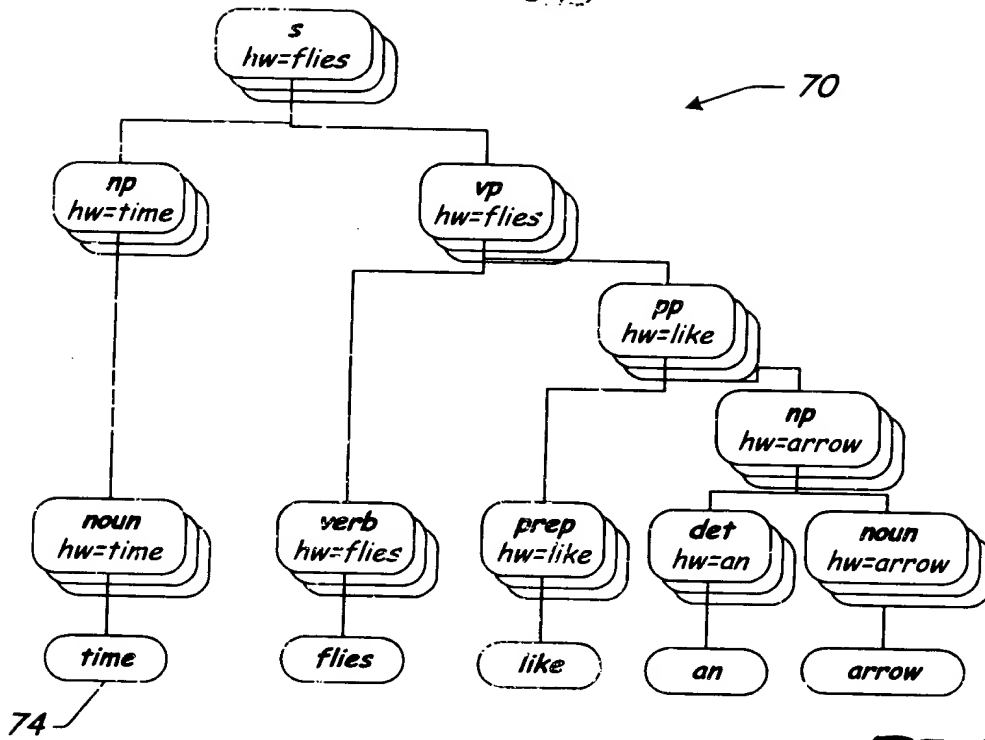 s
hw=flies
70
np
hw=time
vp
hw=flies
pp
hw=like
np
hw=arrow
noun
hw=time
verb
hw=flies
prep
hw=like
det
hw=an
noun
hw=arrow
time
flies
like
an
arrow
74